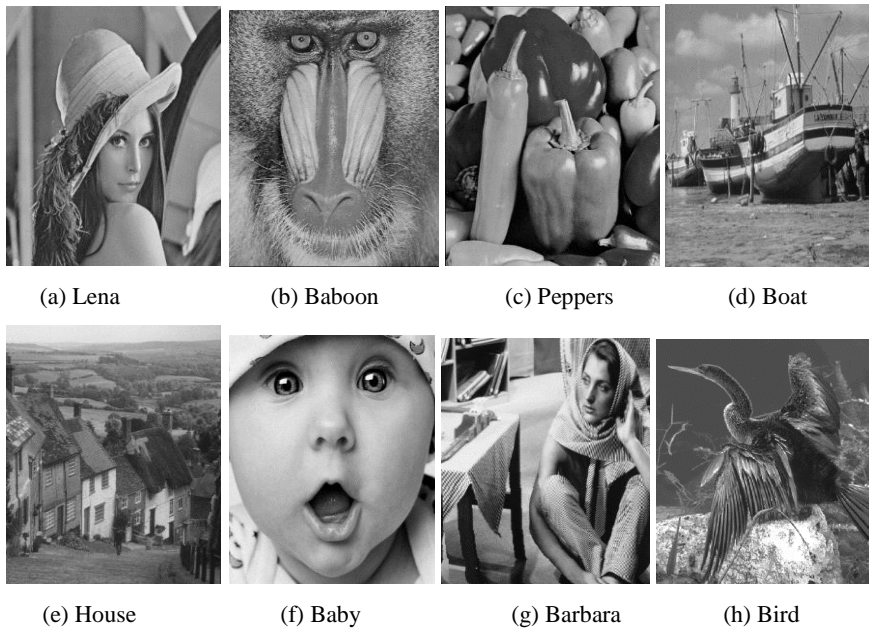 (a) Lena
(b) Baboon
(c) Peppers
(d) Boat
(e) House
(f) Baby
(g) Barbara
(h) Bird